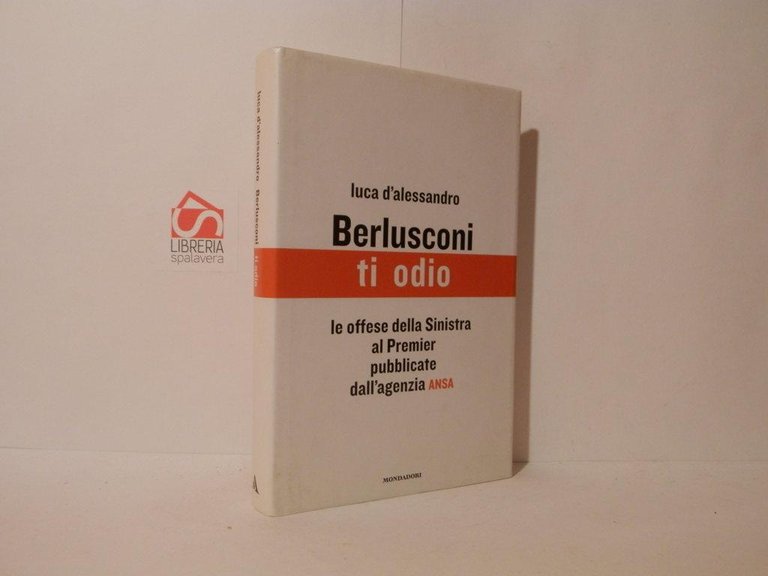 luca d'alessandro
Berlusconi
ti odio
le offese della Sinistra
al Premier
pubblicate
dall'agenzia ANSA
MONDADORI
luca d'alessandro Berlusconi ti odio
LIBRERIA
spalavera